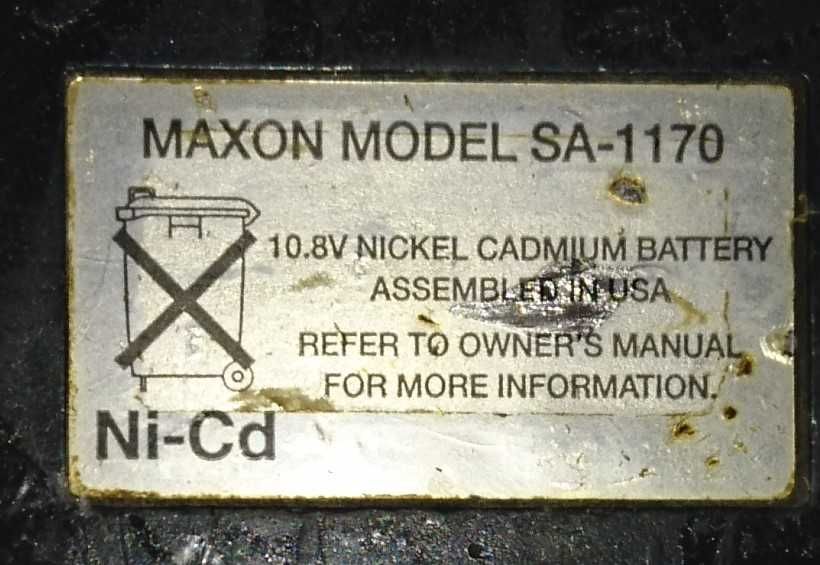 MAXON MODEL SA-1170
10.8V NICKEL CADMIUM BATTERY
ASSEMBLED IN USA
REFER TO OWNER'S MANUAL
FOR MORE INFORMATION.
Ni-Cd